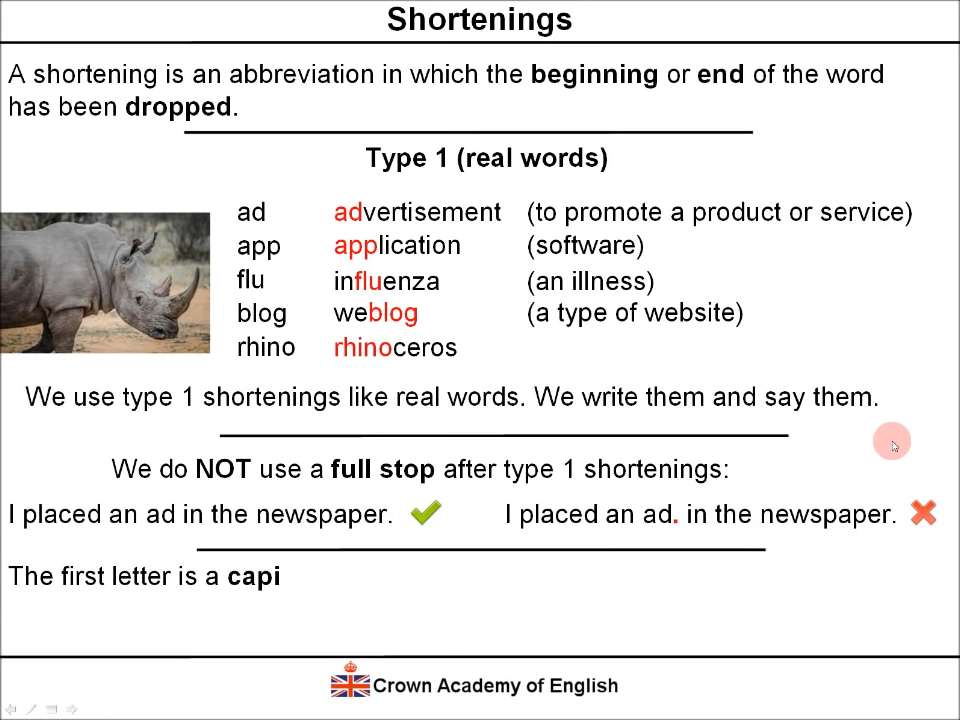 Shortenings
A shortening is an abbreviation in which the beginning or end of the word
has been dropped.
Type 1 (real words)
ad advertisement (to promote a product or service)
app application (software)
flu influenza (an illness)
blog weblog (a type of website)
rhino rhinoceros
We use type 1 shortenings like real words. We write them and say them.
We do NOT use a full stop after type 1 shortenings:
I placed an ad in the newspaper. I placed an ad. in the newspaper.
The first letter is a capi
Crown Academy of English